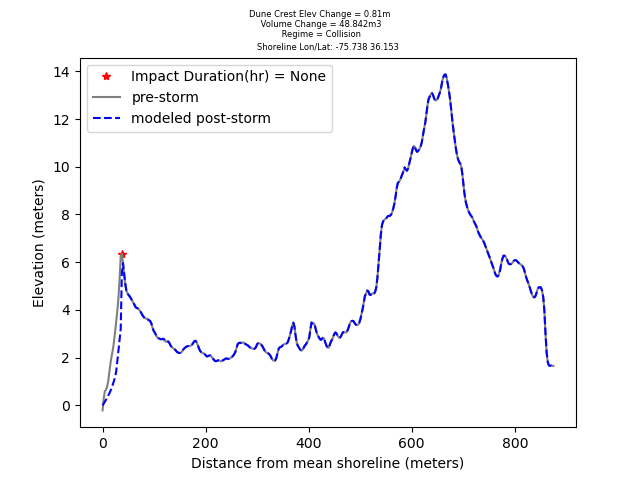 Dune Crest Elev Change = 0.81m
Volume Change = 48.842m3
Regime = Collision
Shoreline Lon/Lat: -75.738 36.153
Impact Duration(hr) = None
pre-storm
modeled post-storm
14
12
10
8
6
4
2
0
Elevation (meters)
0 200 400 600 800
Distance from mean shoreline (meters)